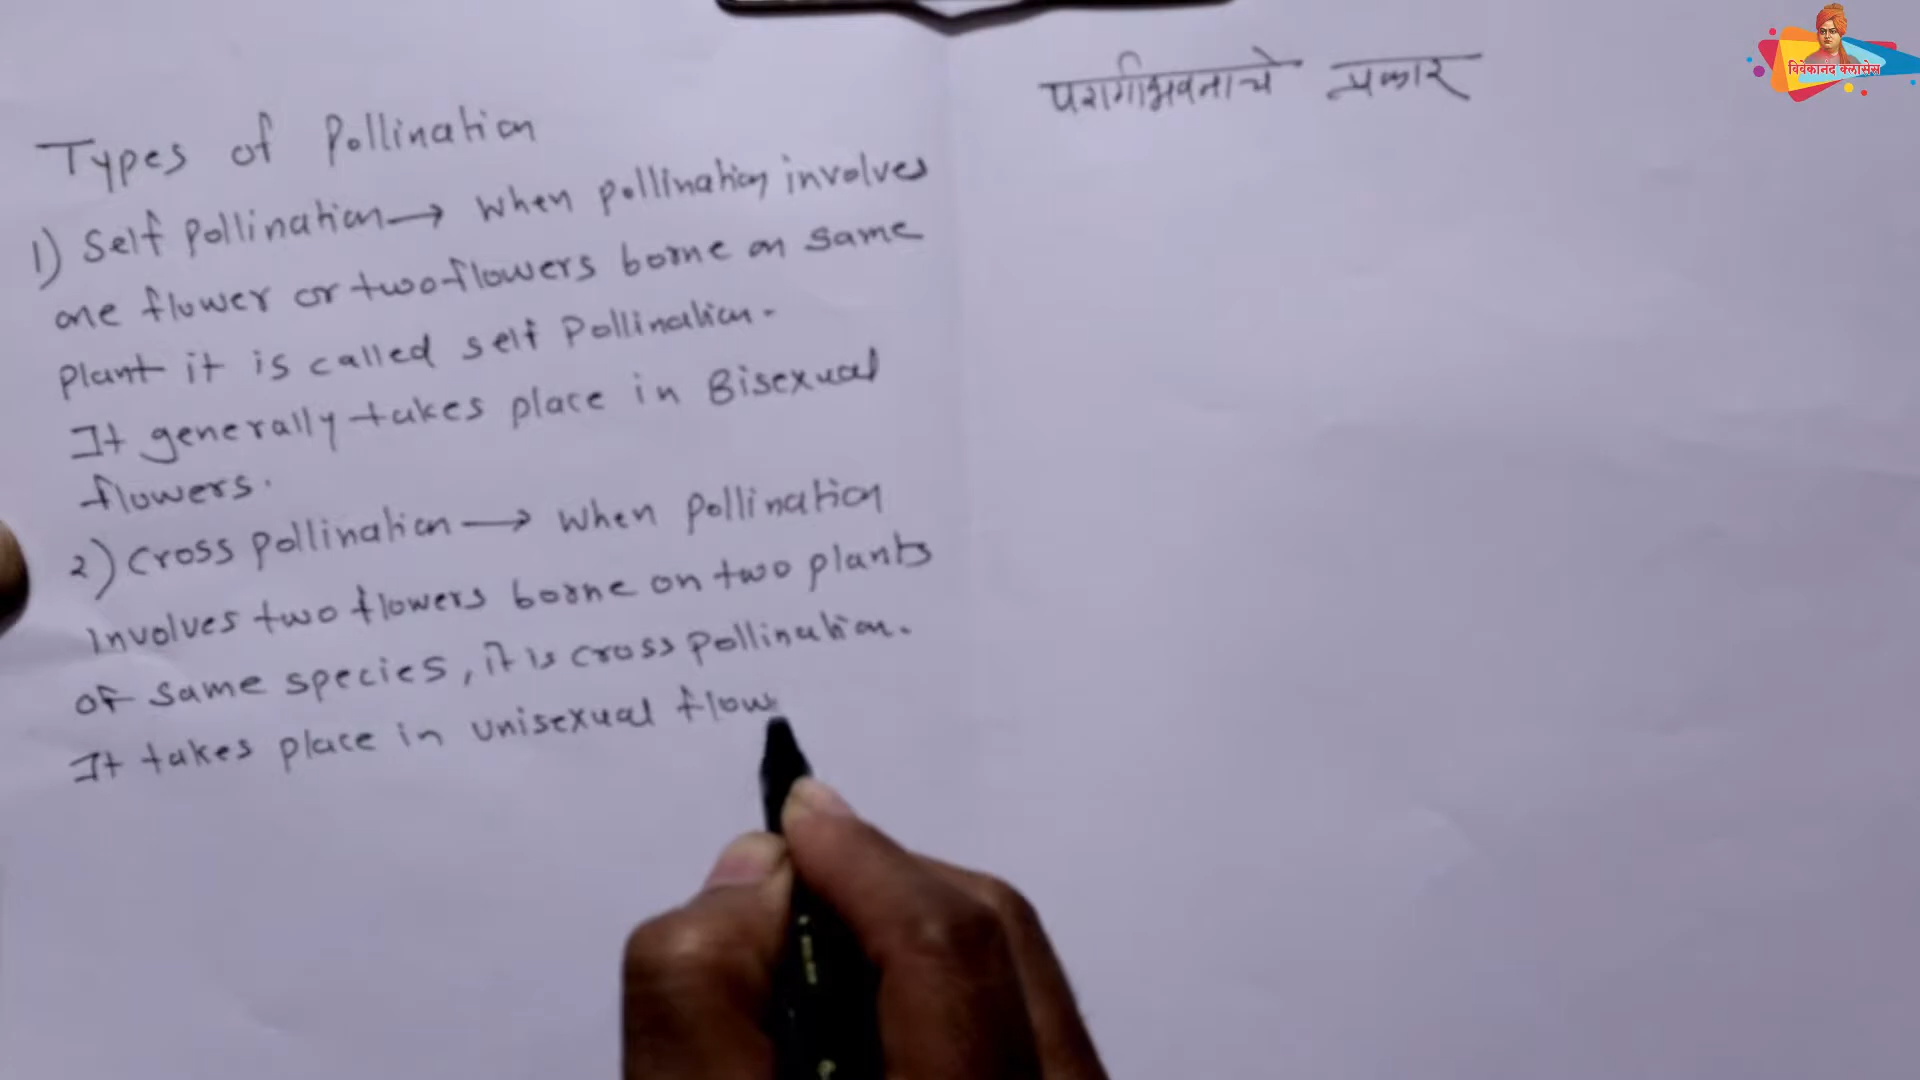 Types of Pollination
1) Self pollination → When pollination involves
one flower or two flowers borne on same
plant it is called self Pollination.
It generally takes place in Bisexual
flowers.
2) Cross pollination → When pollination
involves two flowers borne on two plants
of same species, it is cross pollination.
It takes place in unisexual flow
परागीभवनाचे प्रकार
विवेकानंद क्लासेस